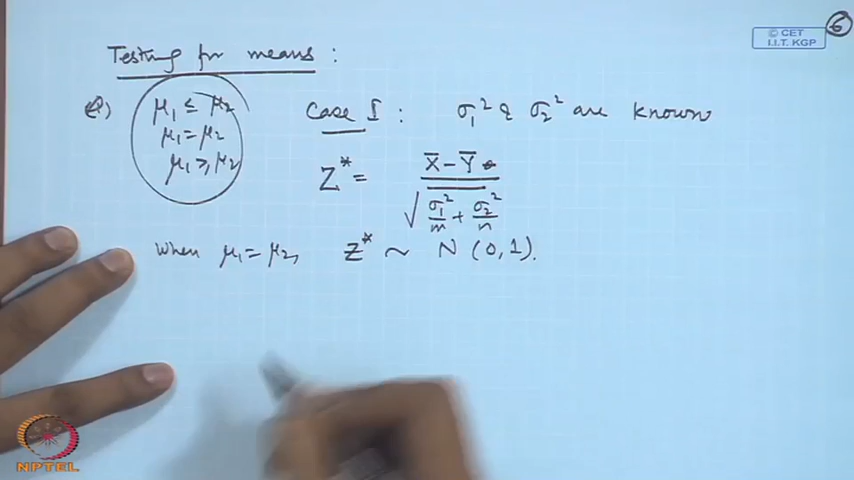 6
© CET
I.I.T. KGP
Testing for means :
μ₁ ≤ μ₂
μ₁ = μ₂
μ₁ ≥ μ₂
Case I : σ₁² & σ₂² are known
Z* = (X̄ - Ȳ) / √(σ₁²/m + σ₂²/n)
When μ₁ = μ₂, Z* ~ N (0,1).
NPTEL